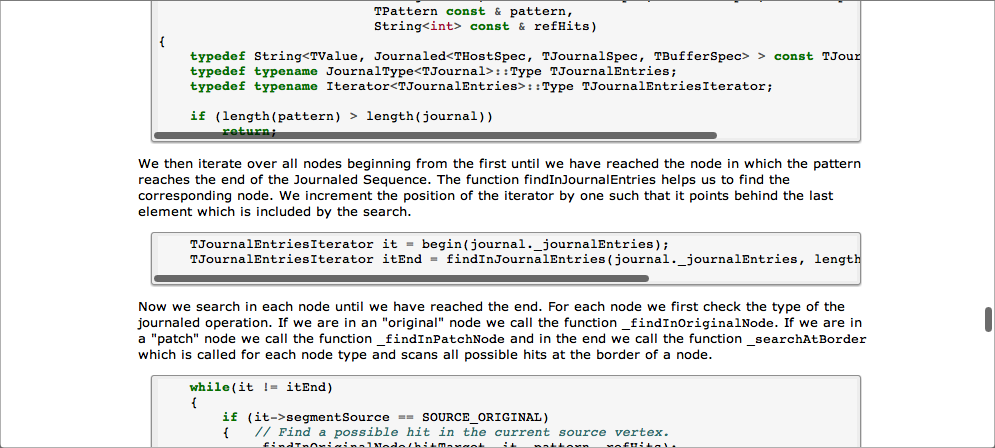 TPattern const & pattern,
String<int> const & refHits)
{
typedef String<TValue, Journaled<THostSpec, TJournalSpec, TBufferSpec> > const TJour
typedef typename JournalType<TJournal>::Type TJournalEntries;
typedef typename Iterator<TJournalEntries>::Type TJournalEntriesIterator;
if (length(pattern) > length(journal))
return;
We then iterate over all nodes beginning from the first until we have reached the node in which the pattern
reaches the end of the Journaled Sequence. The function findInJournalEntries helps us to find the
corresponding node. We increment the position of the iterator by one such that it points behind the last
element which is included by the search.
TJournalEntriesIterator it = begin(journal._journalEntries);
TJournalEntriesIterator itEnd = findInJournalEntries(journal._journalEntries, length
Now we search in each node until we have reached the end. For each node we first check the type of the
journaled operation. If we are in an "original" node we call the function _findInOriginalNode. If we are in
a "patch" node we call the function _findInPatchNode and in the end we call the function _searchAtBorder
which is called for each node type and scans all possible hits at the border of a node.
while(it != itEnd)
{
if (it->segmentSource == SOURCE_ORIGINAL)
{ // Find a possible hit in the current source vertex.
_findInOriginalNode(hitTarget, it, pattern, refHits);